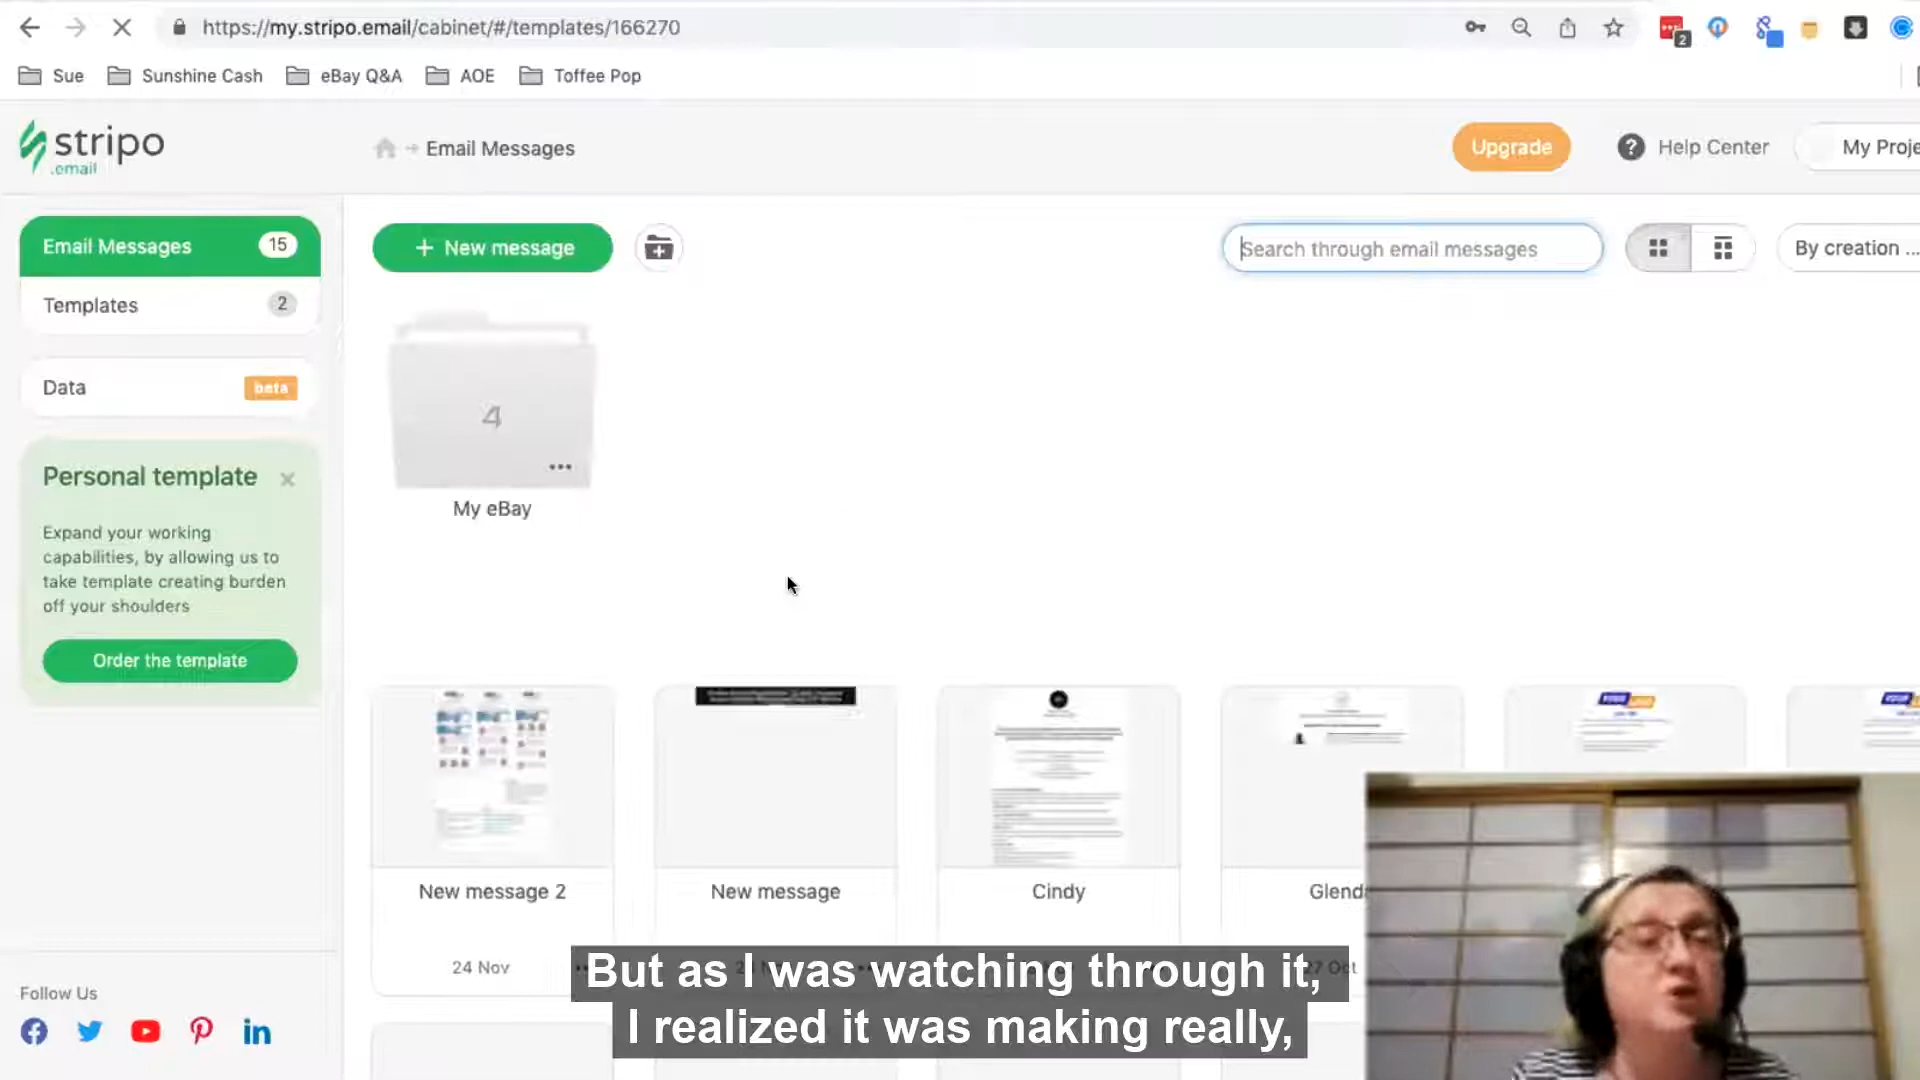 https://my.stripo.email/cabinet/#/templates/166270
2
Sue
Sunshine Cash
eBay Q&A
AOE
Toffee Pop
stripo
.email
Email Messages
Upgrade
? Help Center
My Proje
Email Messages 15
+ New message
Search through email messages
By creation ...
Templates 2
Data beta
4
Personal template
My eBay
Expand your working
capabilities, by allowing us to
take template creating burden
off your shoulders
Order the template
New message 2
New message
Cindy
Glenda
24 Nov
27 Oct
But as I was watching through it,
I realized it was making really,
Follow Us